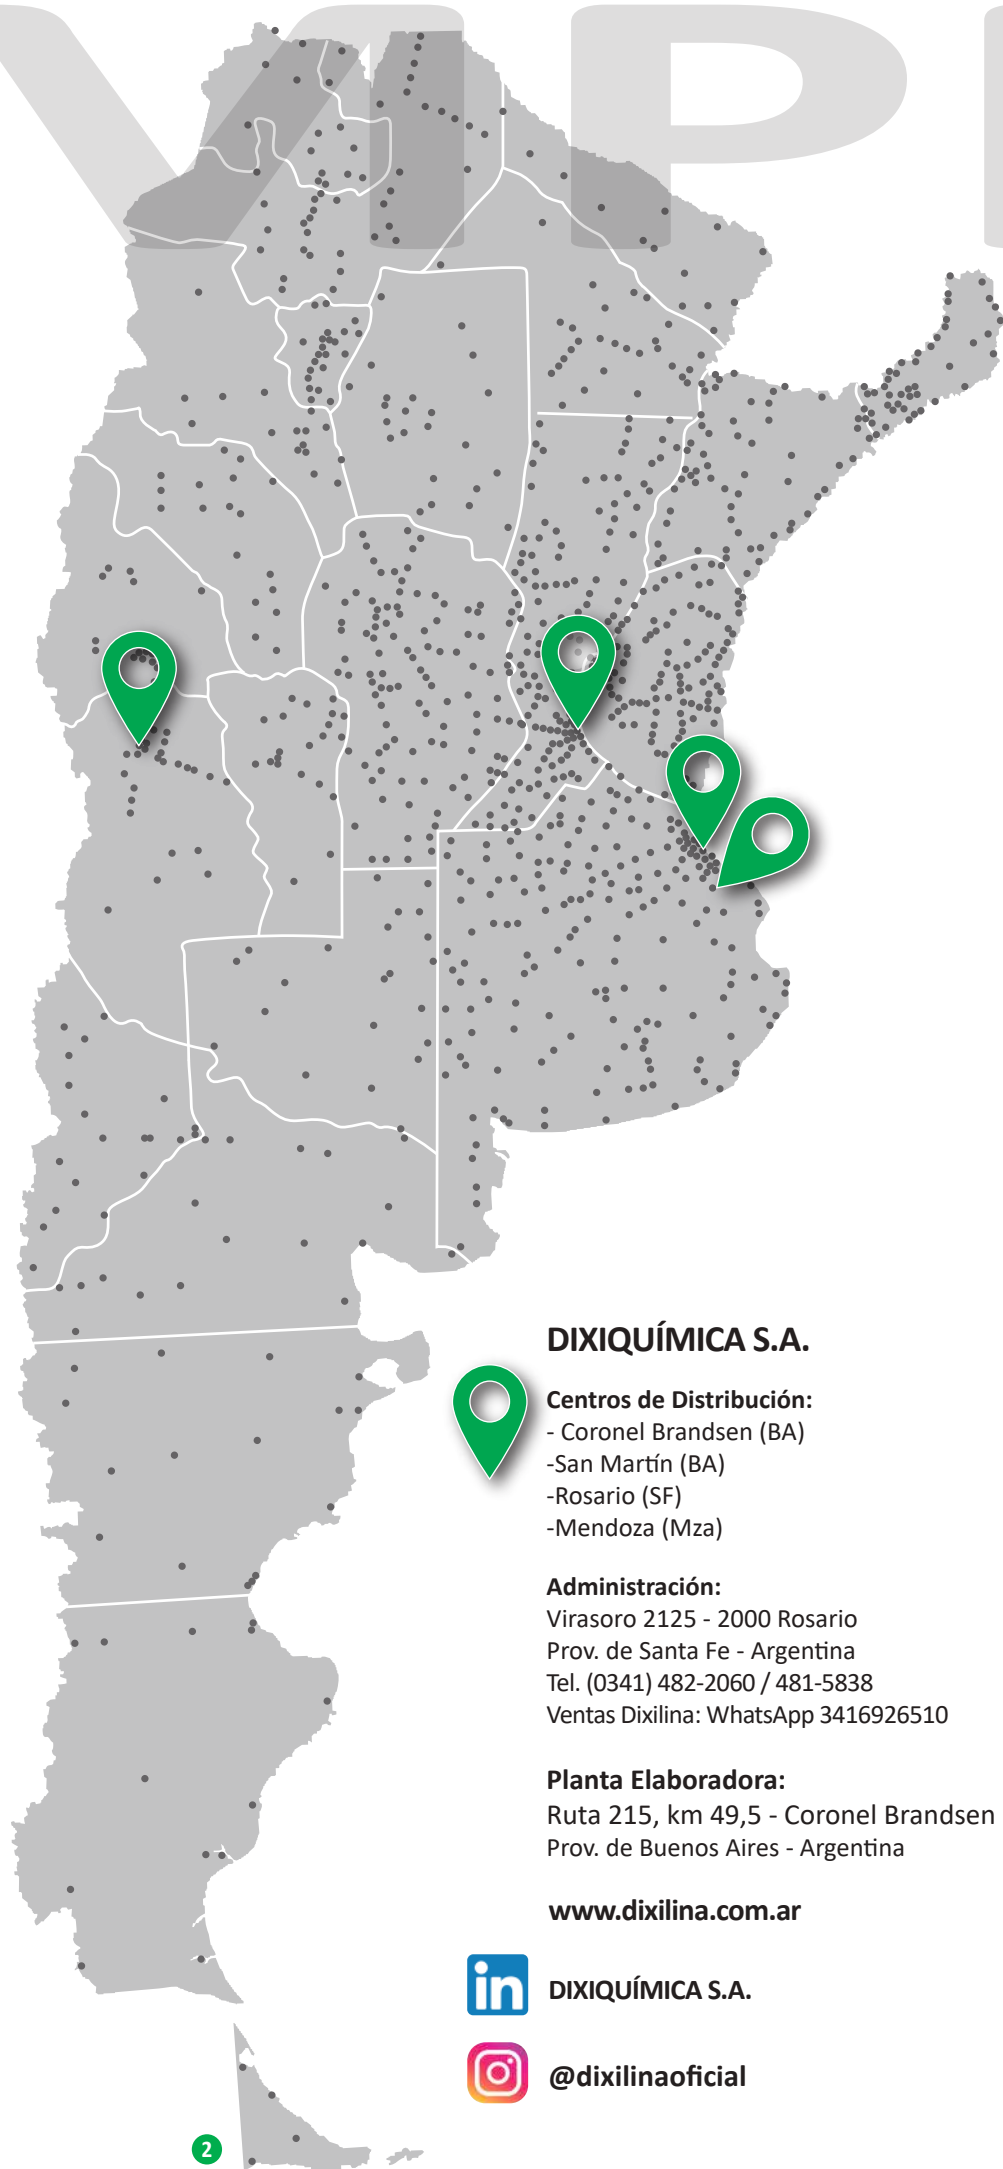 DIXIQUÍMICA S.A.
Centros de Distribución:
- Coronel Brandsen (BA)
-San Martín (BA)
-Rosario (SF)
-Mendoza (Mza)
Administración:
Virasoro 2125 - 2000 Rosario
Prov. de Santa Fe - Argentina
Tel. (0341) 482-2060 / 481-5838
Ventas Dixilina: WhatsApp 3416926510
Planta Elaboradora:
Ruta 215, km 49,5 - Coronel Brandsen
Prov. de Buenos Aires - Argentina
www.dixilina.com.ar
in
DIXIQUÍMICA S.A.
@dixilinaoficial
2